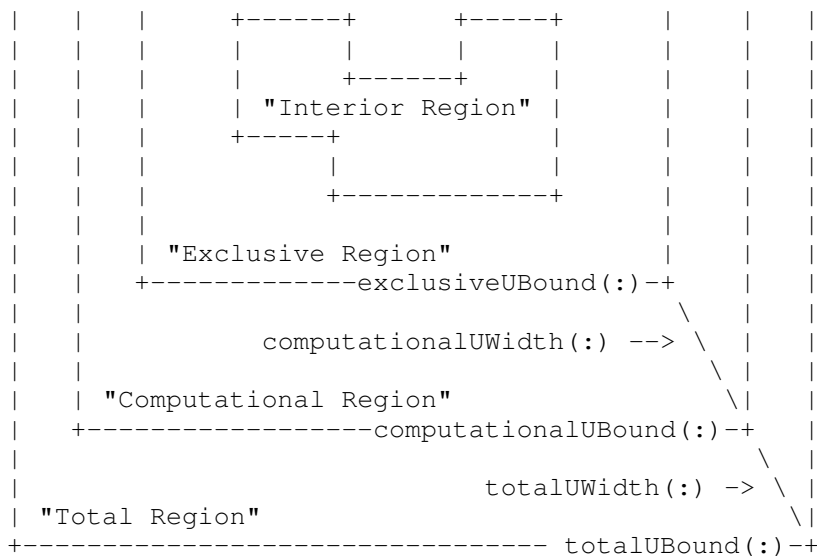 "Interior Region"
"Exclusive Region"
exclusiveUBound(:)
computationalUWidth(:) -->
"Computational Region"
computationalUBound(:)
totalUWidth(:) ->
"Total Region"
totalUBound(:)